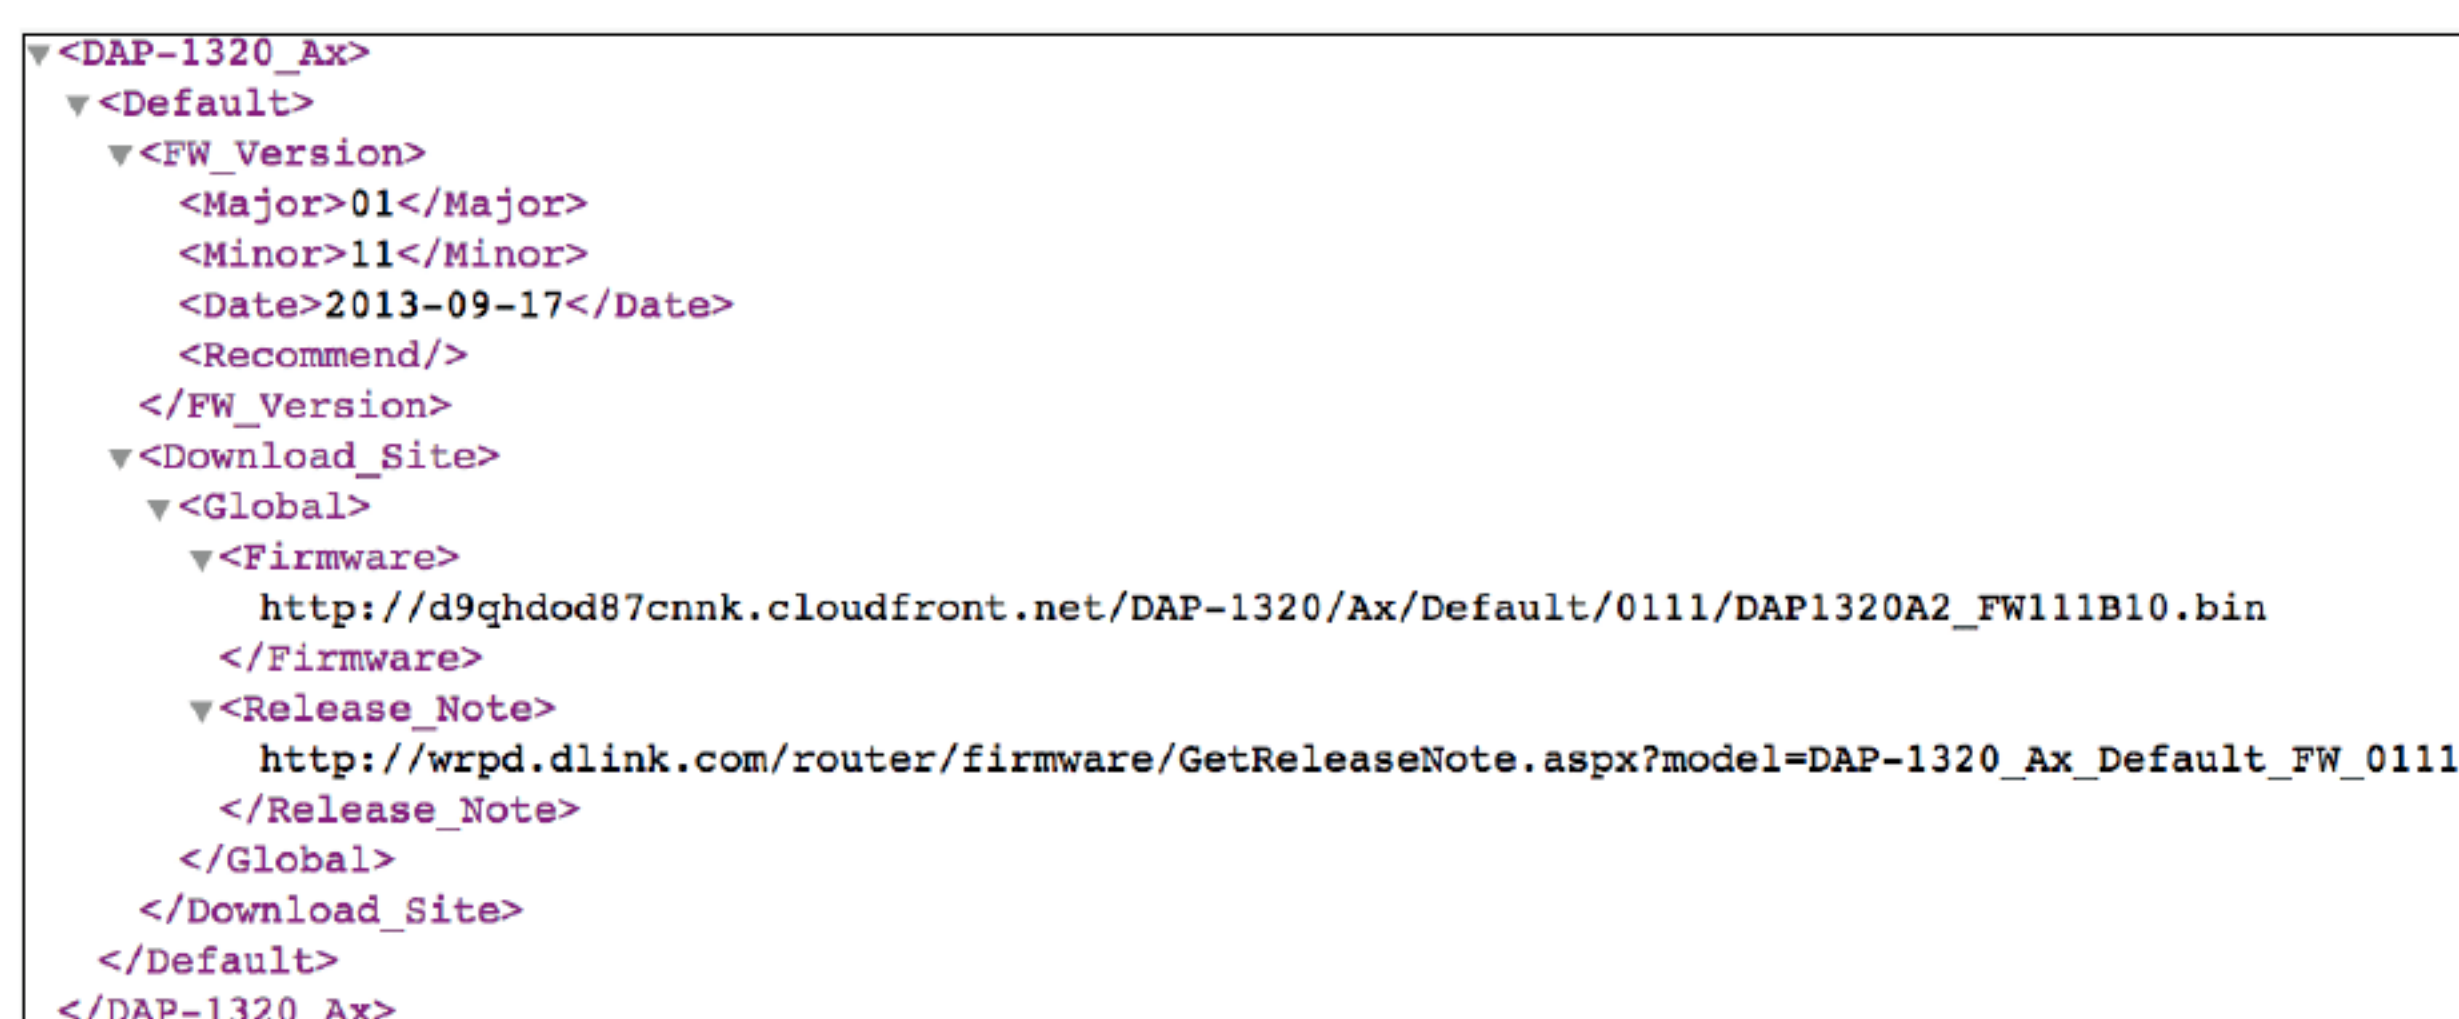 <DAP-1320_Ax>
<Default>
<FW_Version>
<Major>01</Major>
<Minor>11</Minor>
<Date>2013-09-17</Date>
<Recommend/>
</FW_Version>
<Download_Site>
<Global>
<Firmware>
http://d9qhdod87cnnk.cloudfront.net/DAP-1320/Ax/Default/0111/DAP1320A2_FW111B10.bin
</Firmware>
<Release_Note>
http://wrpd.dlink.com/router/firmware/GetReleaseNote.aspx?model=DAP-1320_Ax_Default_FW_0111
</Release_Note>
</Global>
</Download_Site>
</Default>
</DAP-1320_Ax>